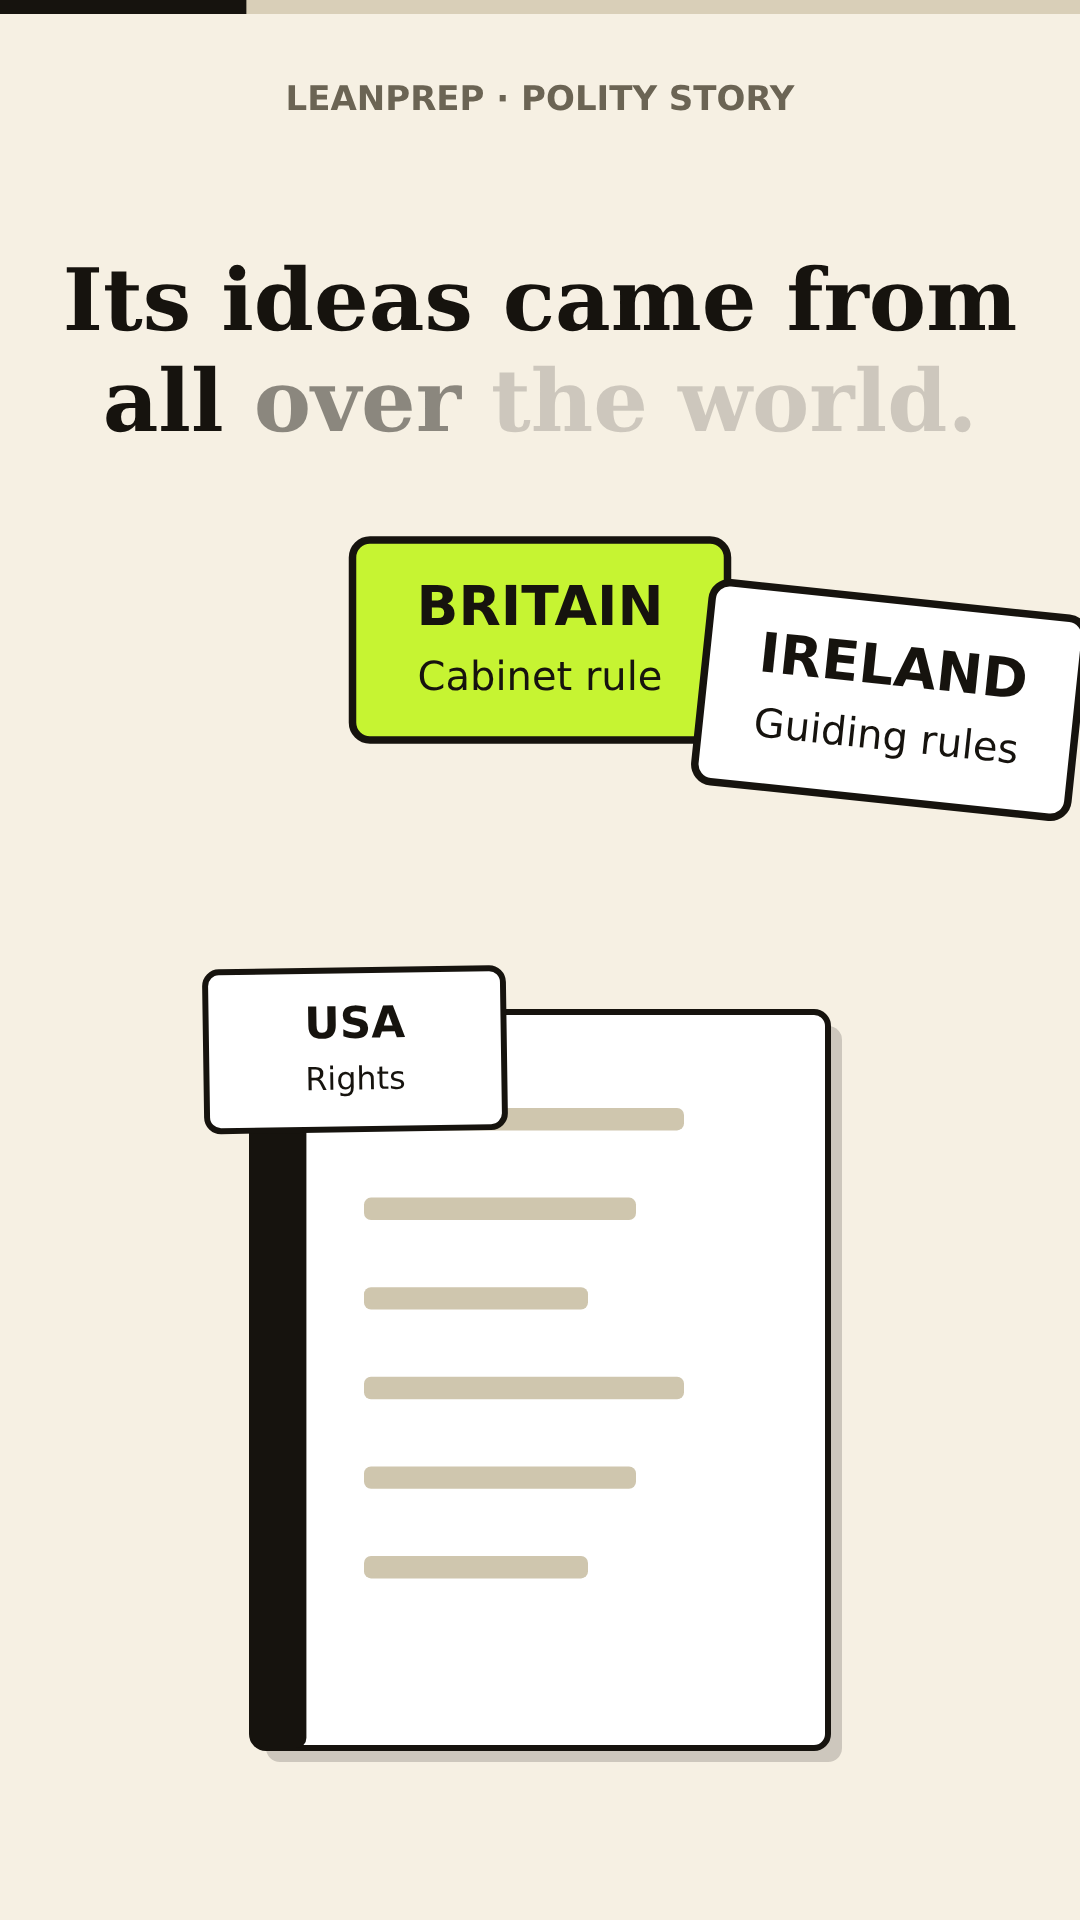 LEANPREP · POLITY STORY
Its ideas came from
all over the world.
BRITAIN
Cabinet rule
IRELAND
Guiding rules
USA
Rights